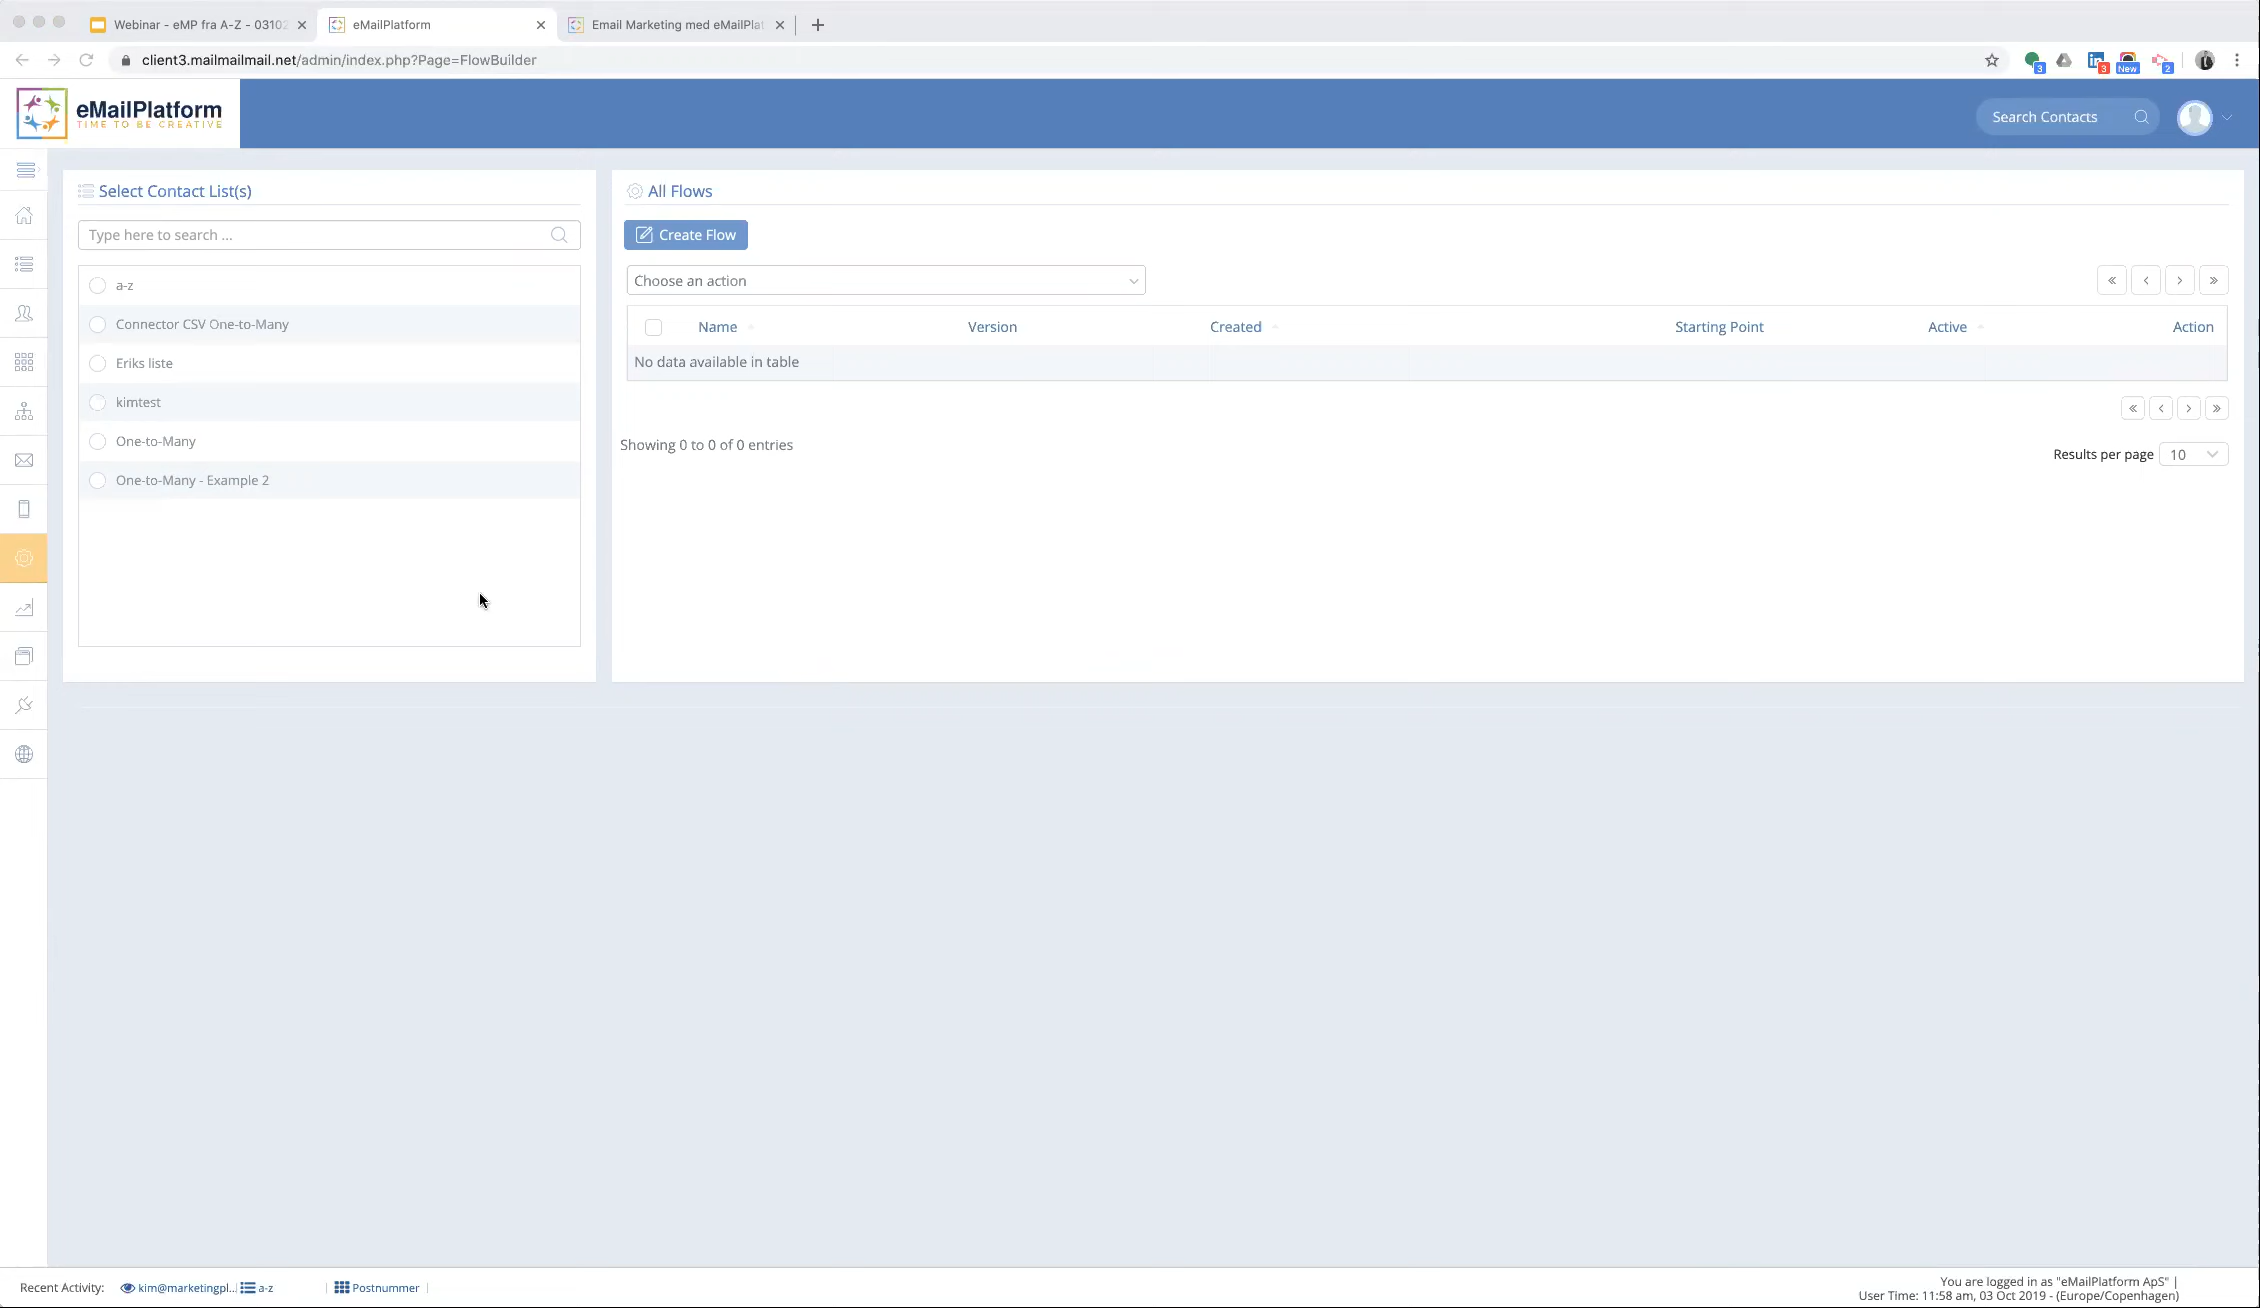 Webinar - eMP fra A-Z - 03102
eMailPlatform
Email Marketing med eMailPlat
client3.mailmailmail.net/admin/index.php?Page=FlowBuilder
3
3
New
2
eMailPlatform
TIME TO BE CREATIVE
Search Contacts
Select Contact List(s)
Type here to search ...
a-z
Connector CSV One-to-Many
Eriks liste
kimtest
One-to-Many
One-to-Many - Example 2
All Flows
Create Flow
Choose an action
Name Version Created Starting Point Active Action
No data available in table
Showing 0 to 0 of 0 entries
Results per page 10
Recent Activity: kim@marketingpl... a-z Postnummer
You are logged in as "eMailPlatform ApS" |
User Time: 11:58 am, 03 Oct 2019 - (Europe/Copenhagen)